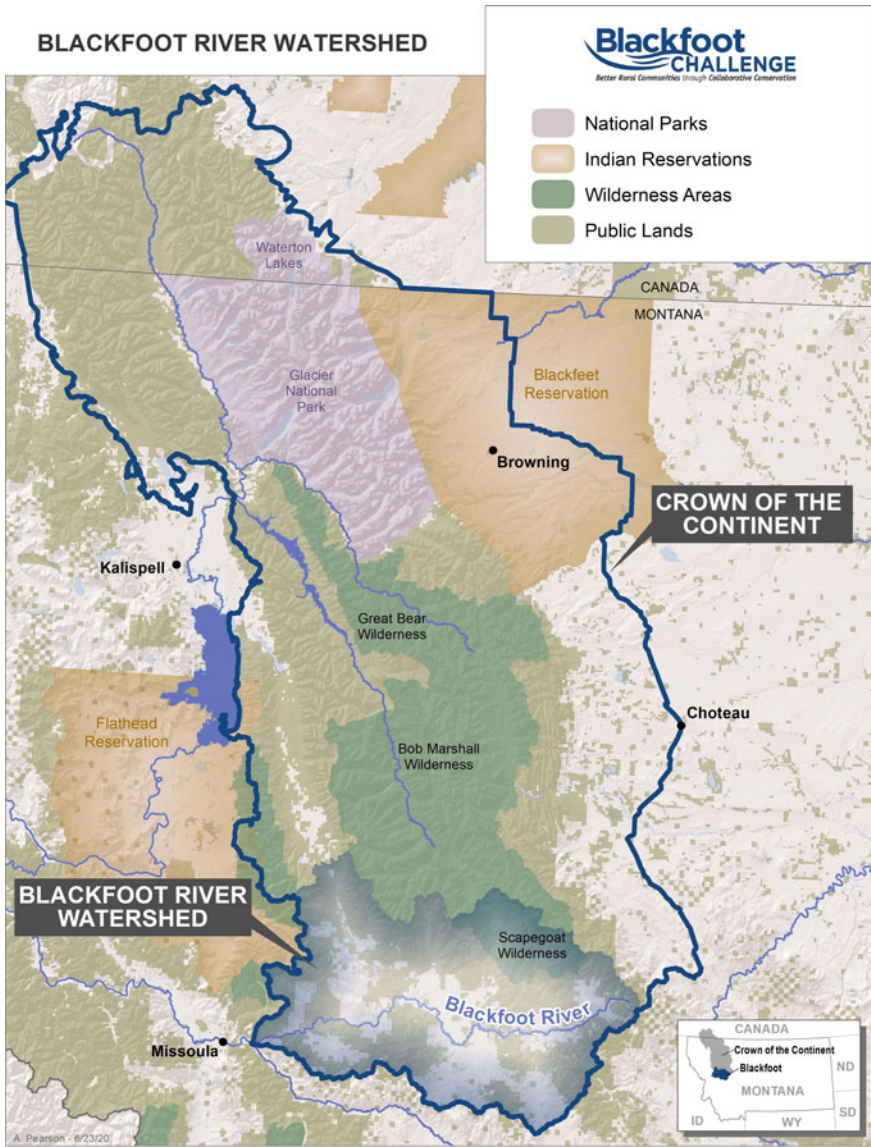 BLACKFOOT RIVER WATERSHED
Blackfoot
CHALLENGE
Better Rural Communities through Collaborative Conservation
National Parks
Indian Reservations
Wilderness Areas
Public Lands
Waterton
Lakes
CANADA
MONTANA
Glacier
National
Park
Blackfeet
Reservation
Browning
CROWN OF THE
CONTINENT
Kalispell
Great Bear
Wilderness
Flathead
Reservation
Choteau
Bob Marshall
Wilderness
BLACKFOOT RIVER
WATERSHED
Scapegoat
Wilderness
Blackfoot River
Missoula
CANADA
Crown of the Continent
Blackfoot
ND
MONTANA
SD
ID
WY
A. Pearson - 6/23/20